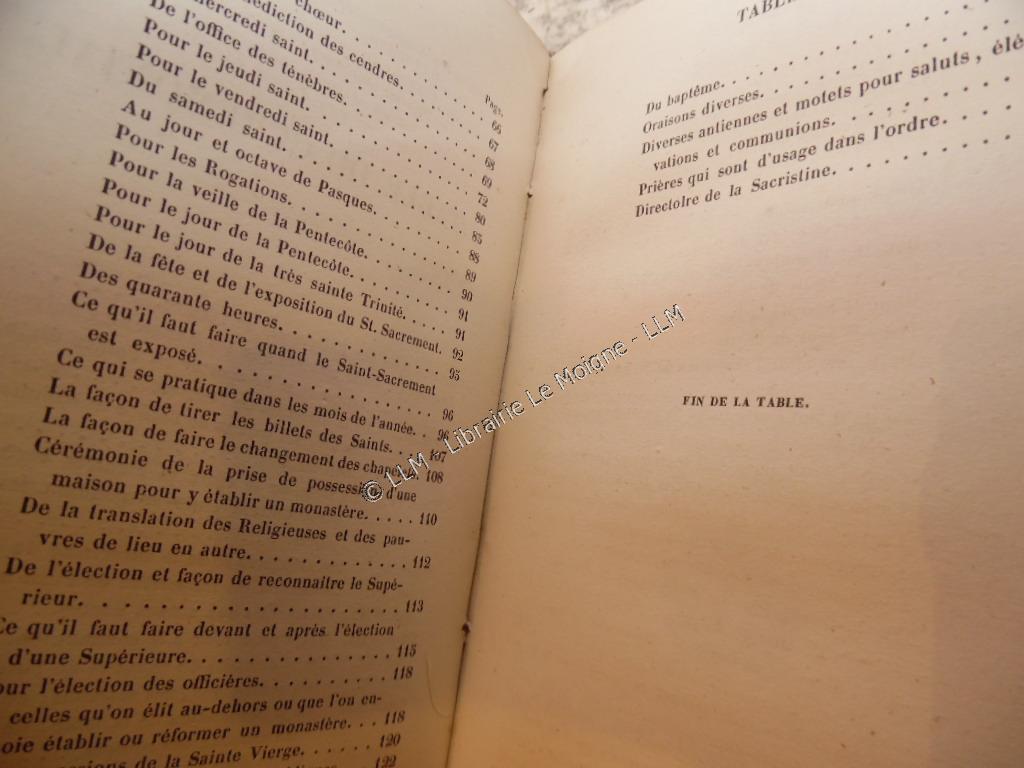 chœur.
édiction des cendres.
ercredi saint.
De l'office des ténèbres. Pages.
Pour le jeudi saint. 66
Pour le vendredi saint. 67
Du samedi saint. 68
Au jour et octave de Pasques. 69
Pour les Rogations. 72
Pour la veille de la Pentecôte. 80
Pour le jour de la Pentecôte. 85
Pour le jour de la très sainte Trinité. 88
De la fête et de l'exposition du St. Sacrement.
Des quarante heures.
89
90
91
91
92
95
Ce qu'il faut faire quand le Saint-Sacrement
est exposé. 96
Ce qui se pratique dans les mois de l'année. 96
La façon de tirer les billets des Saints. 107
La façon de faire le changement des 108
Cérémonie de la prise de possession d'une
maison pour y établir un monastère. 110
De la translation des Religieuses et des pau-
vres de lieu en autre. 112
De l'élection et façon de reconnaitre le Supé-
rieur. 113
Ce qu'il faut faire devant et après l'élection
d'une Supérieure. 115
our l'élection des officières. 118
celles qu'on élit au-dehors ou que l'on en-
oie établir ou réformer un monastère. 118
essions de la Sainte Vierge. 120
122
TABLE
Du baptême.
Oraisons diverses.
Diverses antiennes et motets pour saluts, élé
vations et communions.
Prières qui sont d'usage dans l'ordre.
Directoire de la Sacristine.
FIN DE LA TABLE.
© LLM - Librairie Le Moigne - LLM